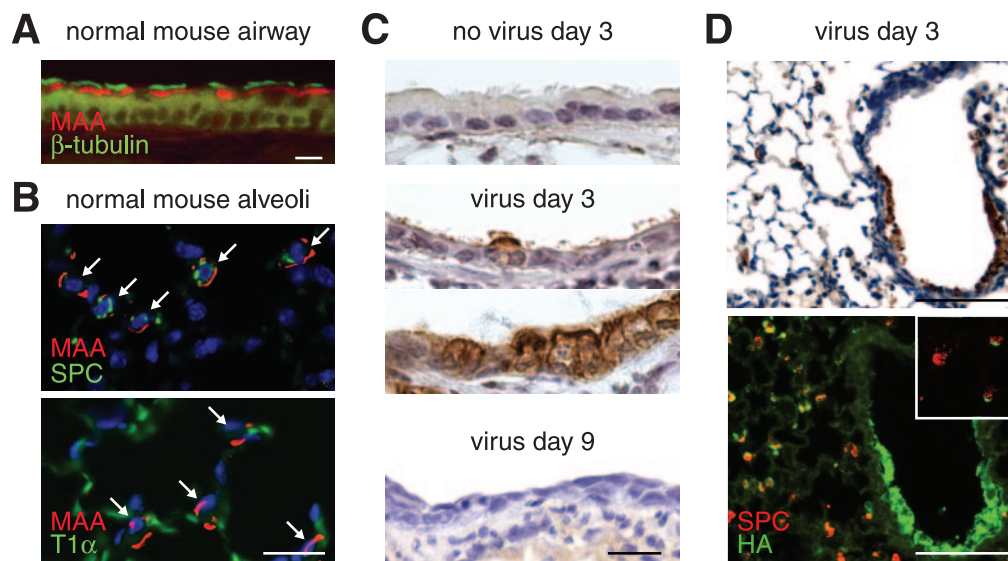 A normal mouse airway
MAA
β-tubulin
B normal mouse alveoli
MAA
SPC
MAA
T1α
C no virus day 3
virus day 3
virus day 9
D virus day 3
SPC
HA